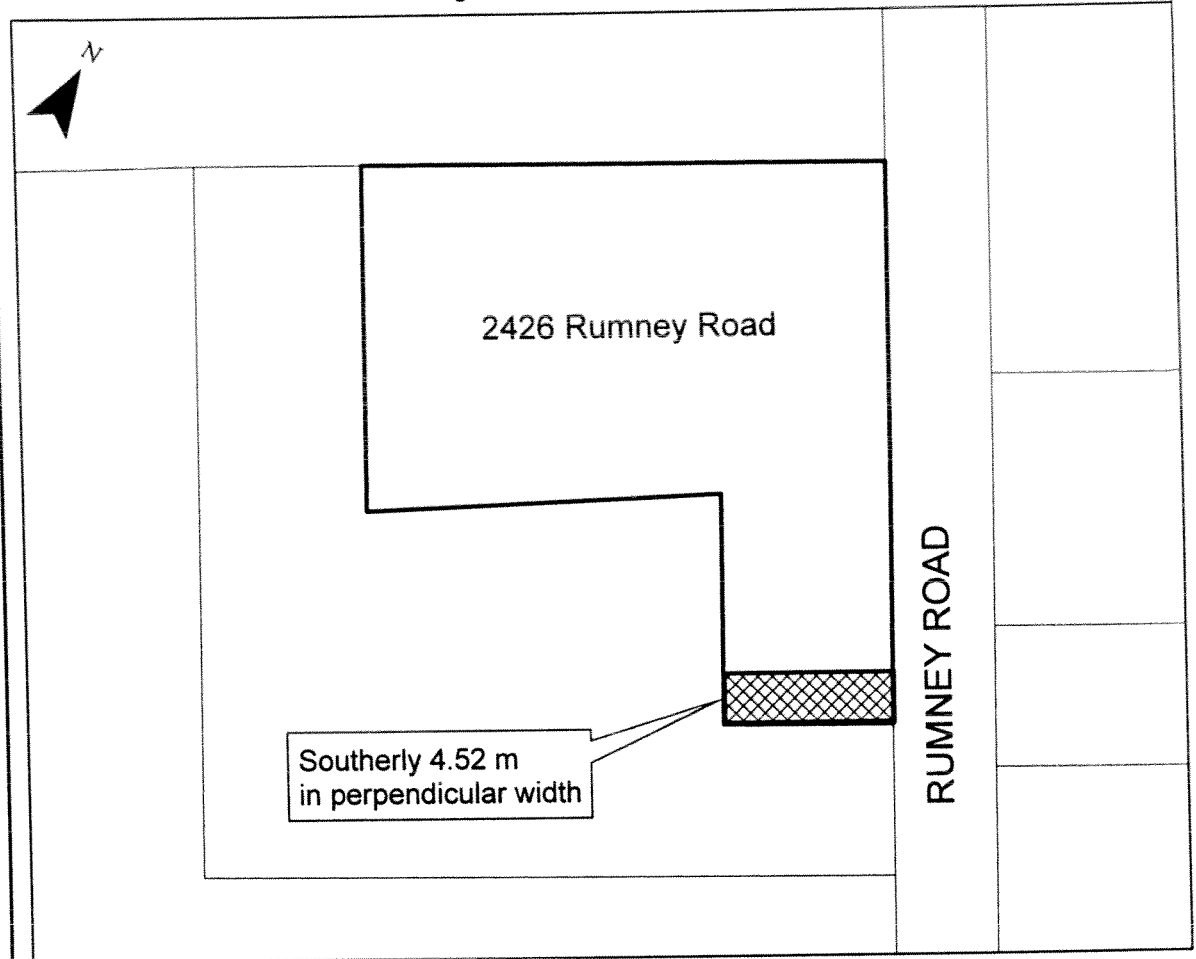 N
2426 Rumney Road
RUMNEY ROAD
Southerly 4.52 m
in perpendicular width